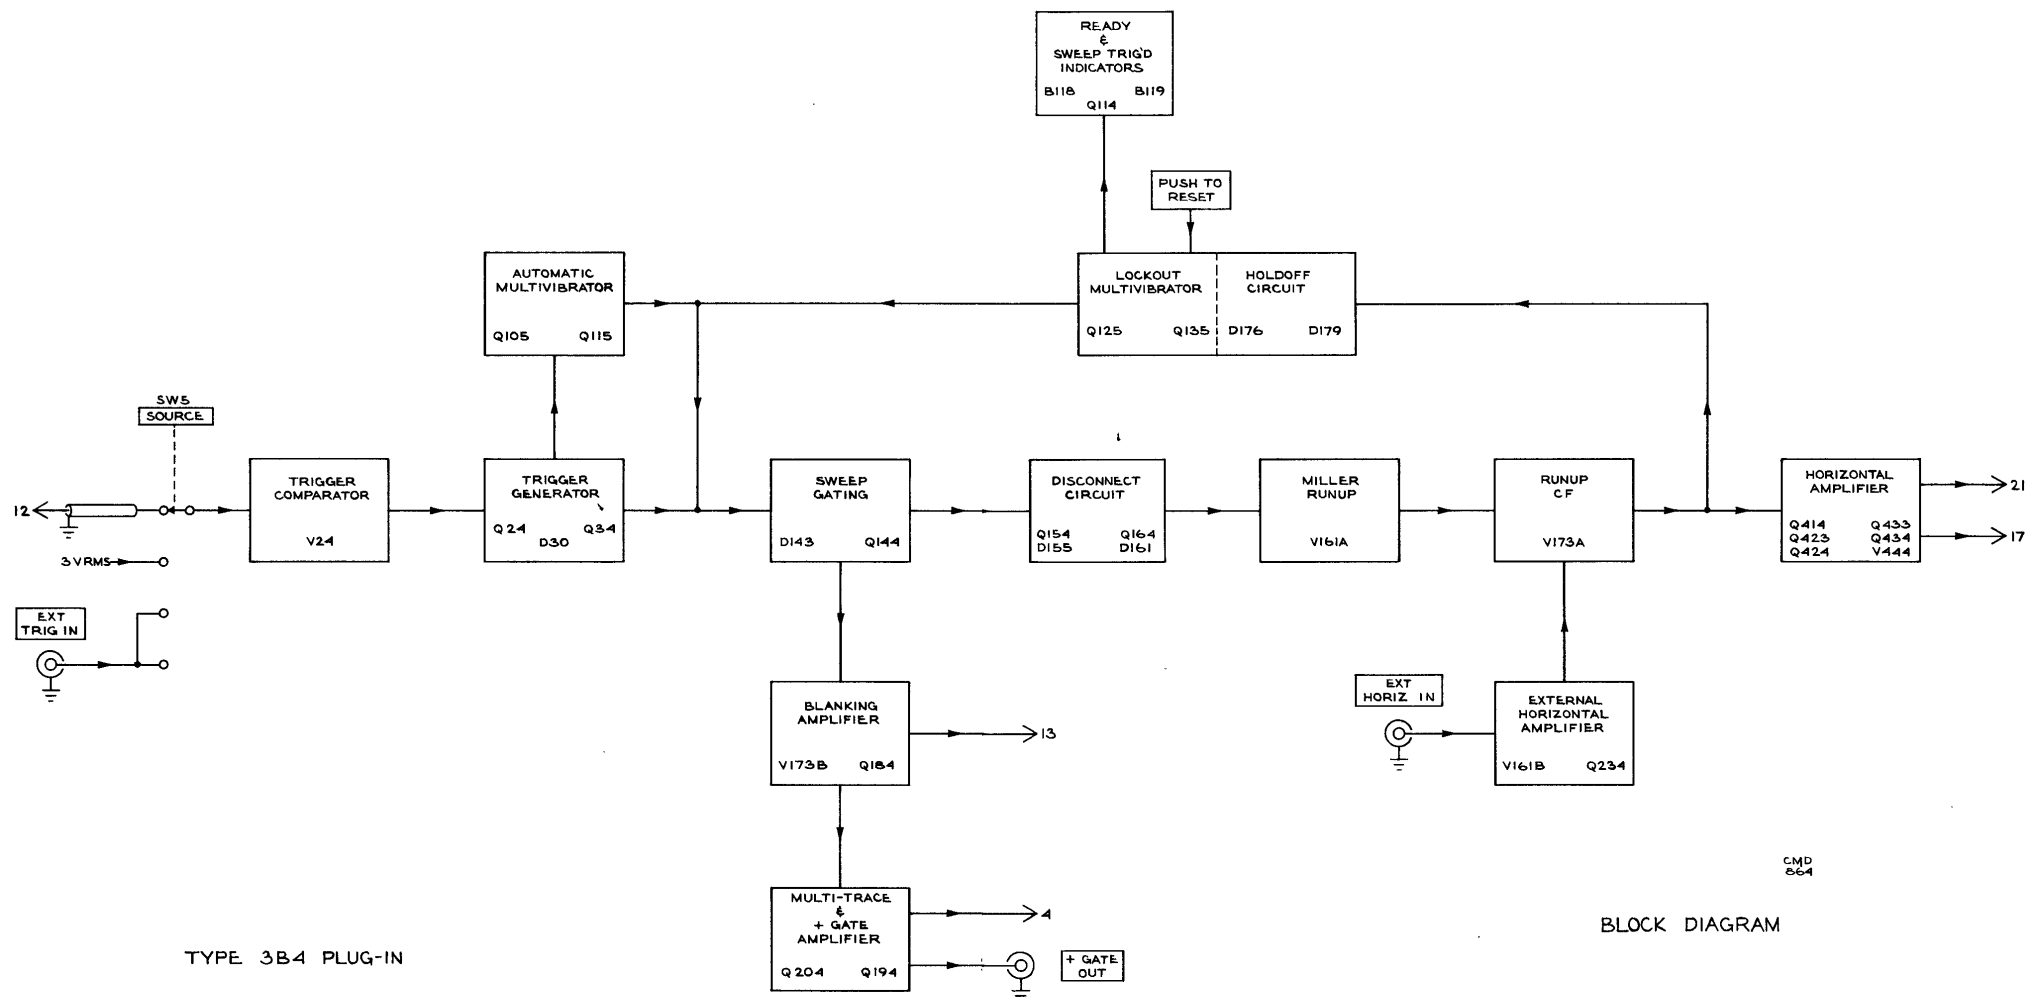 READY
&
SWEEP TRIG'D
INDICATORS
B118 B119
Q114
PUSH TO
RESET
AUTOMATIC
MULTIVIBRATOR
Q105 Q115
LOCKOUT
MULTIVIBRATOR
Q125 Q135
HOLDOFF
CIRCUIT
D176 D179
SW5
SOURCE
12
3 V RMS
EXT
TRIG IN
TRIGGER
COMPARATOR
V24
TRIGGER
GENERATOR
Q24 Q34
D30
SWEEP
GATING
D143 Q144
DISCONNECT
CIRCUIT
Q154 Q164
D155 D161
MILLER
RUNUP
V161A
RUNUP
CF
V173A
HORIZONTAL
AMPLIFIER
Q414 Q433
Q423 Q434
Q424 V444
21
17
BLANKING
AMPLIFIER
V173B Q184
13
EXT
HORIZ IN
EXTERNAL
HORIZONTAL
AMPLIFIER
V161B Q234
MULTI-TRACE
&
+ GATE
AMPLIFIER
Q204 Q194
4
+ GATE
OUT
CMD
864
TYPE 3B4 PLUG-IN
BLOCK DIAGRAM